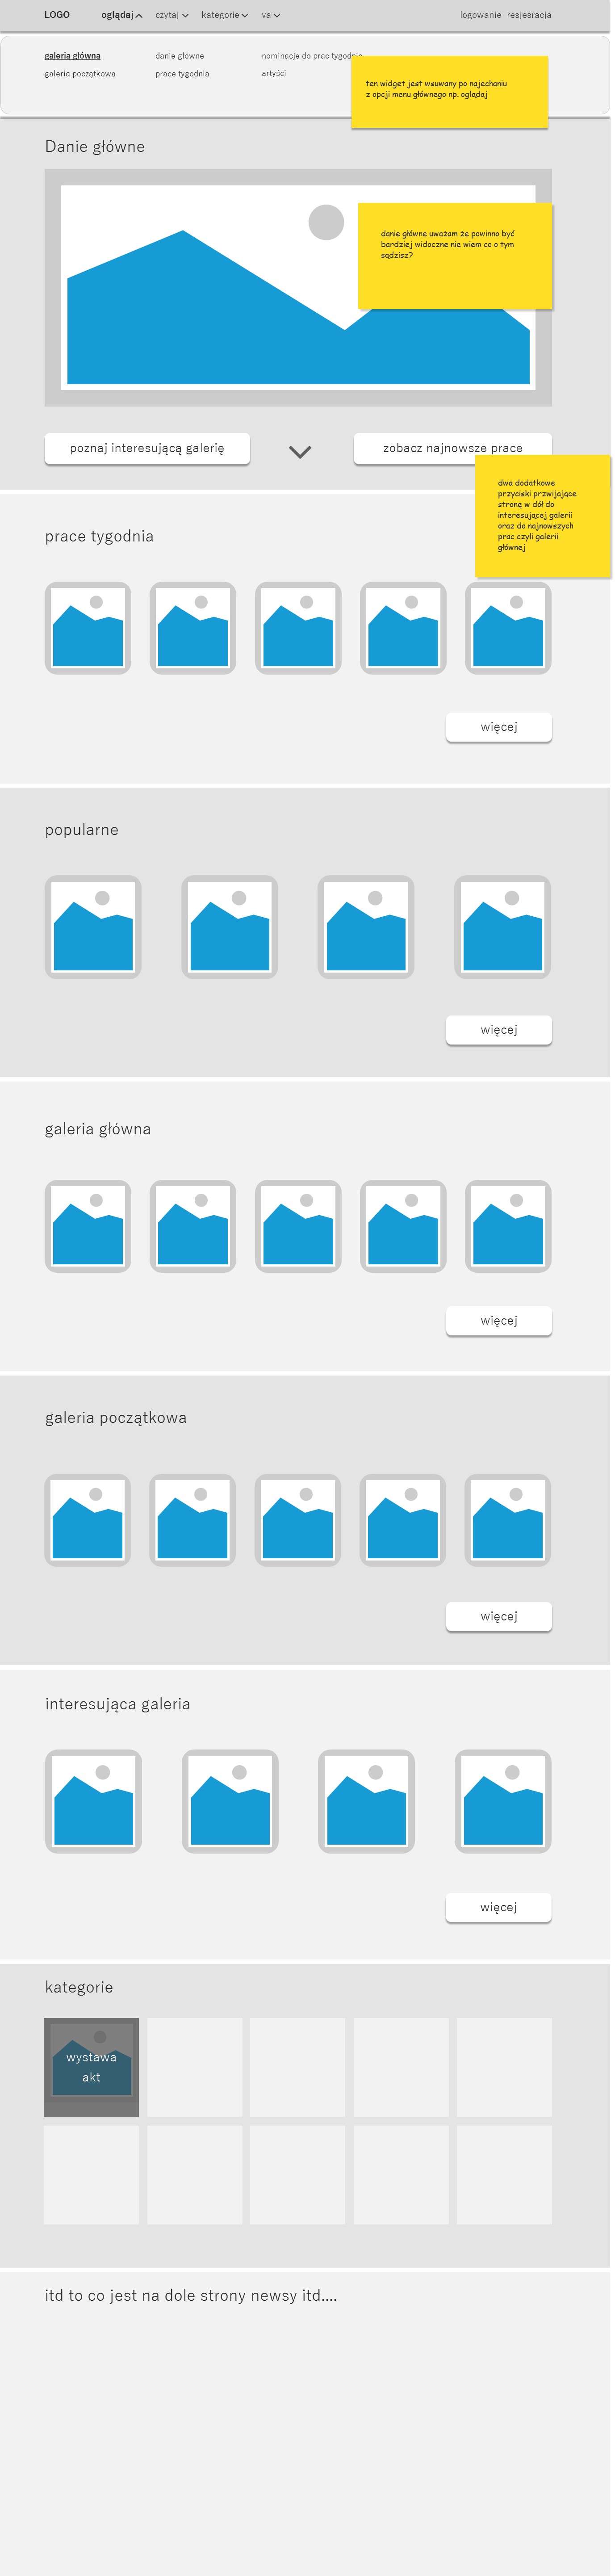 LOGO oglądaj czytaj kategorie va logowanie resjesracja
galeria główna danie główne nominacje do prac tygodnia
galeria początkowa prace tygodnia artyści
ten widget jest wsuwany po najechaniu
z opcji menu głównego np. oglądaj
Danie główne
danie główne uważam że powinno być
bardziej widoczne nie wiem co o tym
sądzisz?
poznaj interesującą galerię zobacz najnowsze prace
dwa dodatkowe
przyciski przwijające
stronę w dół do
interesującej galerii
oraz do najnowszych
prac czyli galerii
głównej
prace tygodnia
więcej
popularne
więcej
galeria główna
więcej
galeria początkowa
więcej
interesująca galeria
więcej
kategorie
wystawa
akt
itd to co jest na dole strony newsy itd....